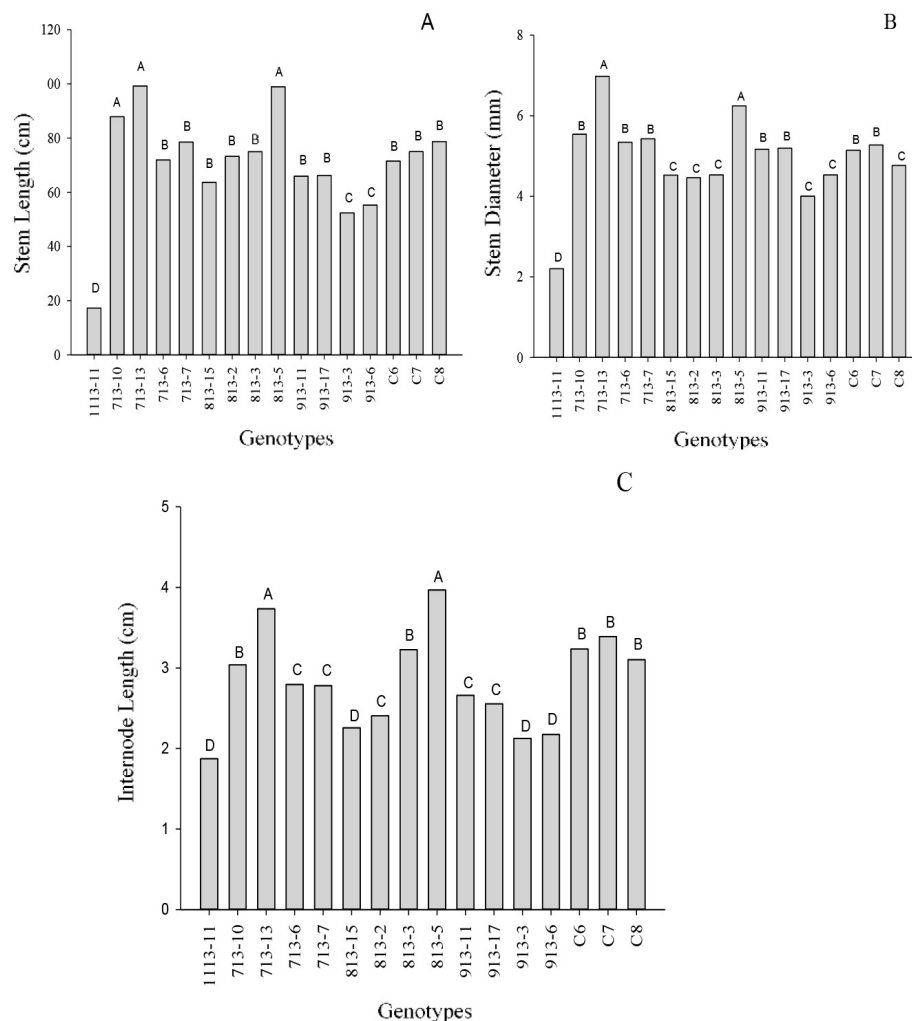 A
Stem Length (cm)
120
00
80
60
40
20
0
D
A
A
B
B
B
B
B
A
B
B
C
C
B
B
B
1113-11
713-10
713-13
713-6
713-7
813-15
813-2
813-3
813-5
913-11
913-17
913-3
913-6
C6
C7
C8
Genotypes
B
Stem Diameter (mm)
8
6
4
2
0
D
B
A
B
B
C
C
C
A
B
B
C
C
B
B
C
1113-11
713-10
713-13
713-6
713-7
813-15
813-2
813-3
813-5
913-11
913-17
913-3
913-6
C6
C7
C8
Genotypes
C
Internode Length (cm)
5
4
3
2
1
0
D
B
A
C
C
D
C
B
A
C
C
D
D
B
B
B
1113-11
713-10
713-13
713-6
713-7
813-15
813-2
813-3
813-5
913-11
913-17
913-3
913-6
C6
C7
C8
Genotypes